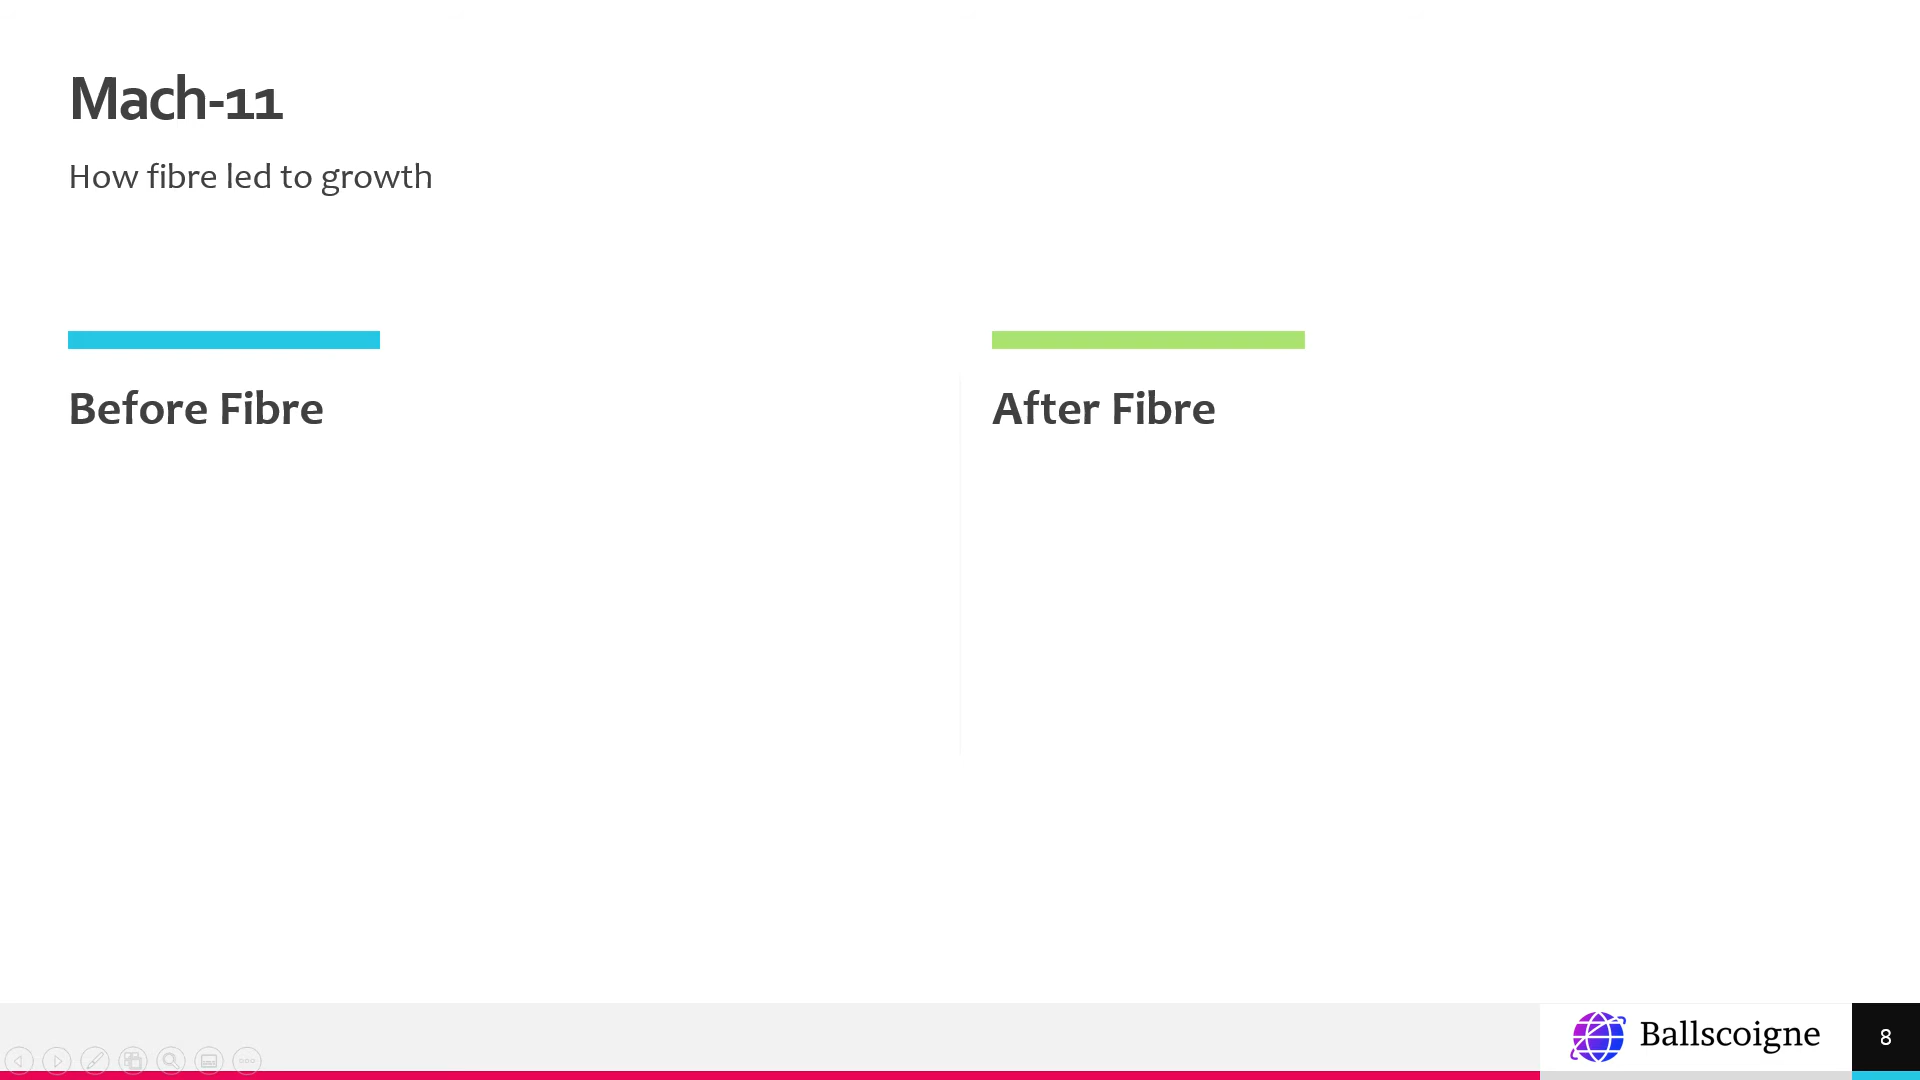 Mach-11
How fibre led to growth
Before Fibre
After Fibre
Ballscoigne
8